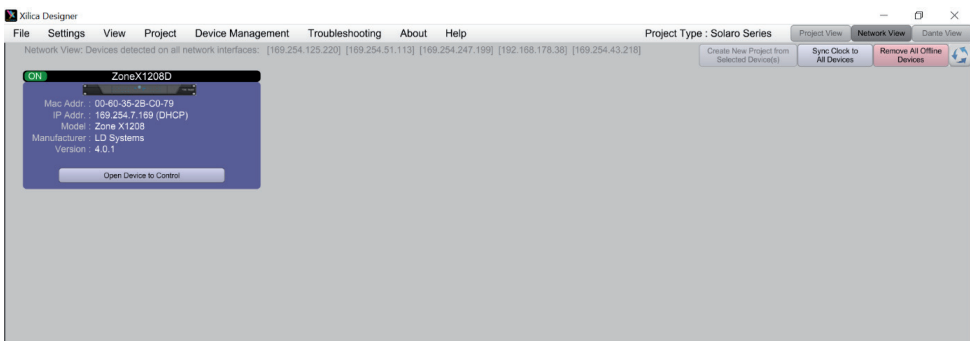 Xilica Designer
File Settings View Project Device Management Troubleshooting About Help Project Type : Solaro Series Project View Network View Dante View
Network View: Devices detected on all network interfaces: [169.254.125.220] [169.254.51.113] [169.254.247.199] [192.168.178.38] [169.254.43.218]
Create New Project from Selected Device(s)
Sync Clock to All Devices
Remove All Offline Devices
ON ZoneX1208D
Mac Addr. : 00-60-35-2B-C0-79
IP Addr. : 169.254.7.169 (DHCP)
Model : Zone X1208
Manufacturer : LD Systems
Version : 4.0.1
Open Device to Control